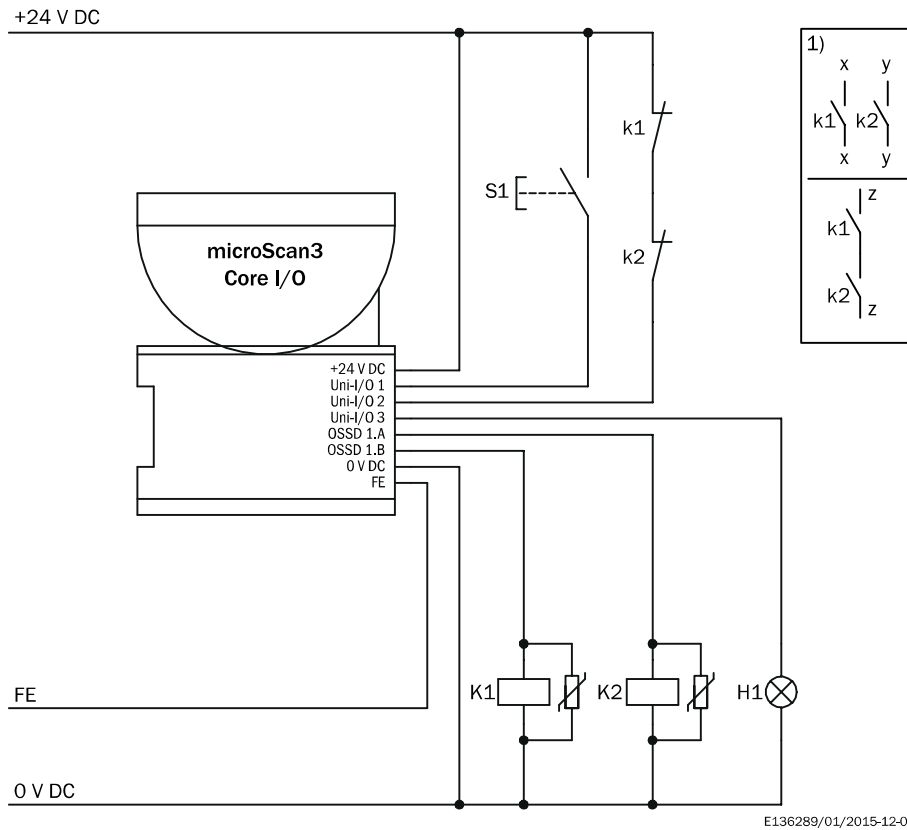 +24 V DC
1)
x y
k1 k2
x y
z
k1
k2
z
k1
S1
k2
microScan3
Core I/O
+24 V DC
Uni-I/O 1
Uni-I/O 2
Uni-I/O 3
OSSD 1.A
OSSD 1.B
0 V DC
FE
K1
K2
H1
FE
0 V DC
E136289/01/2015-12-0